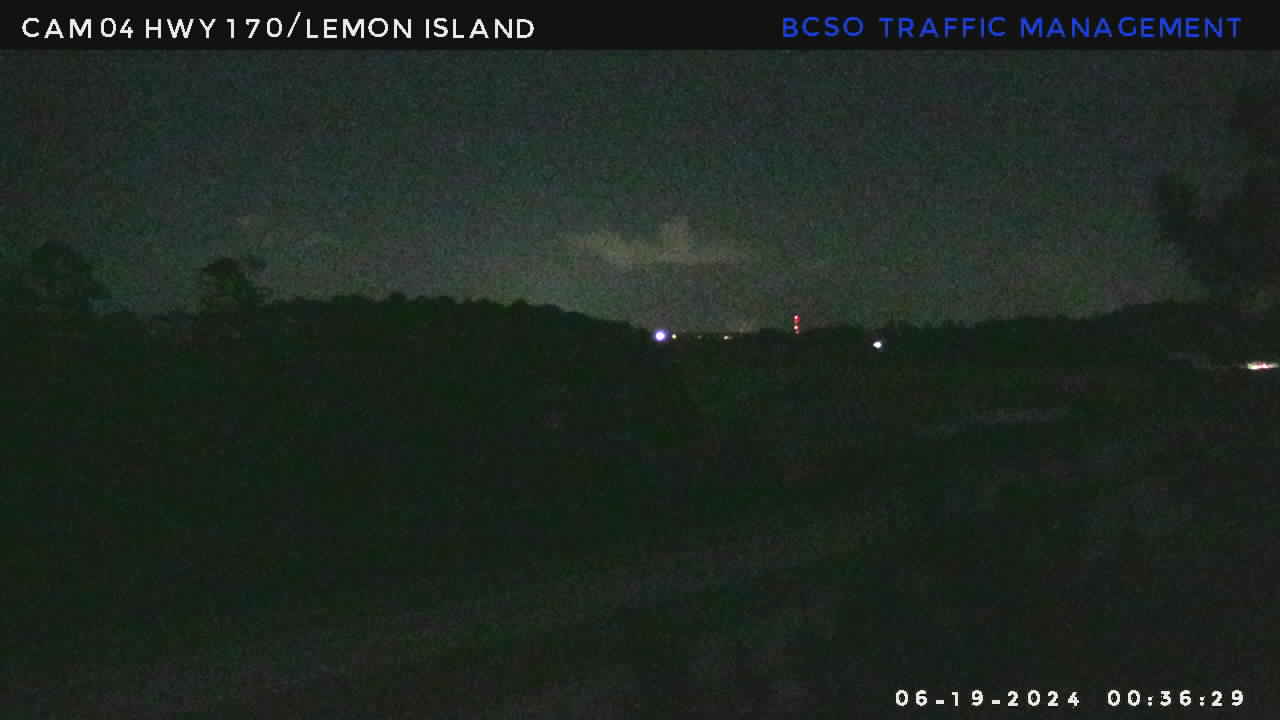 CAM04 HWY 170/LEMON ISLAND
BCSO TRAFFIC MANAGEMENT
06-19-2024 00:36:29